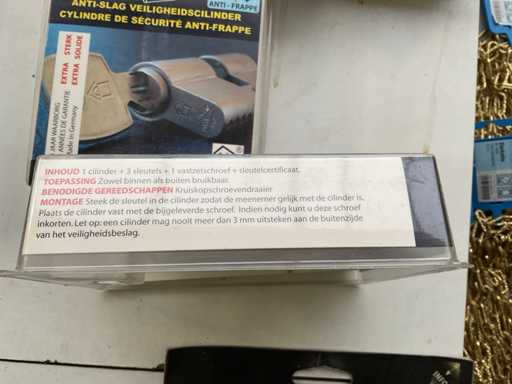 ANTI - FRAPPE
ANTI-SLAG VEILIGHEIDSCILINDER
CYLINDRE DE SÉCURITÉ ANTI-FRAPPE
EXTRA STERK
EXTRA SOLIDE
JAAR WAARBORG
ANNÉES DE GARANTIE
Made in Germany
INHOUD 1 cilinder + 3 sleutels + 1 vastzetschroef + sleutelcertificaat.
TOEPASSING Zowel binnen als buiten bruikbaar.
BENODIGDE GEREEDSCHAPPEN Kruiskopschroevendraaier
MONTAGE Steek de sleutel in de cilinder zodat de meenemer gelijk met de cilinder is.
Plaats de cilinder vast met de bijgeleverde schroef. Indien nodig kunt u deze schroef
inkorten. Let op: een cilinder mag nooit meer dan 3 mm uitsteken aan de buitenzijde
van het veiligheidsbeslag.